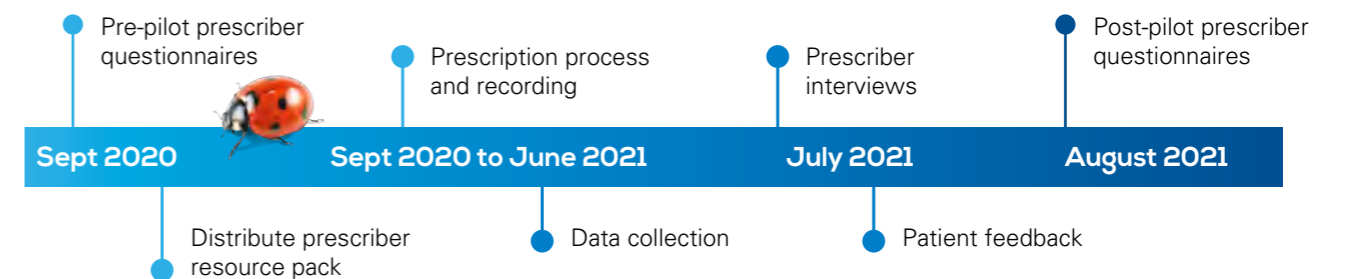 Pre-pilot prescriber
questionnaires
Prescription process
and recording
Prescriber
interviews
Post-pilot prescriber
questionnaires
Sept 2020
Sept 2020 to June 2021
July 2021
August 2021
Distribute prescriber
resource pack
Data collection
Patient feedback